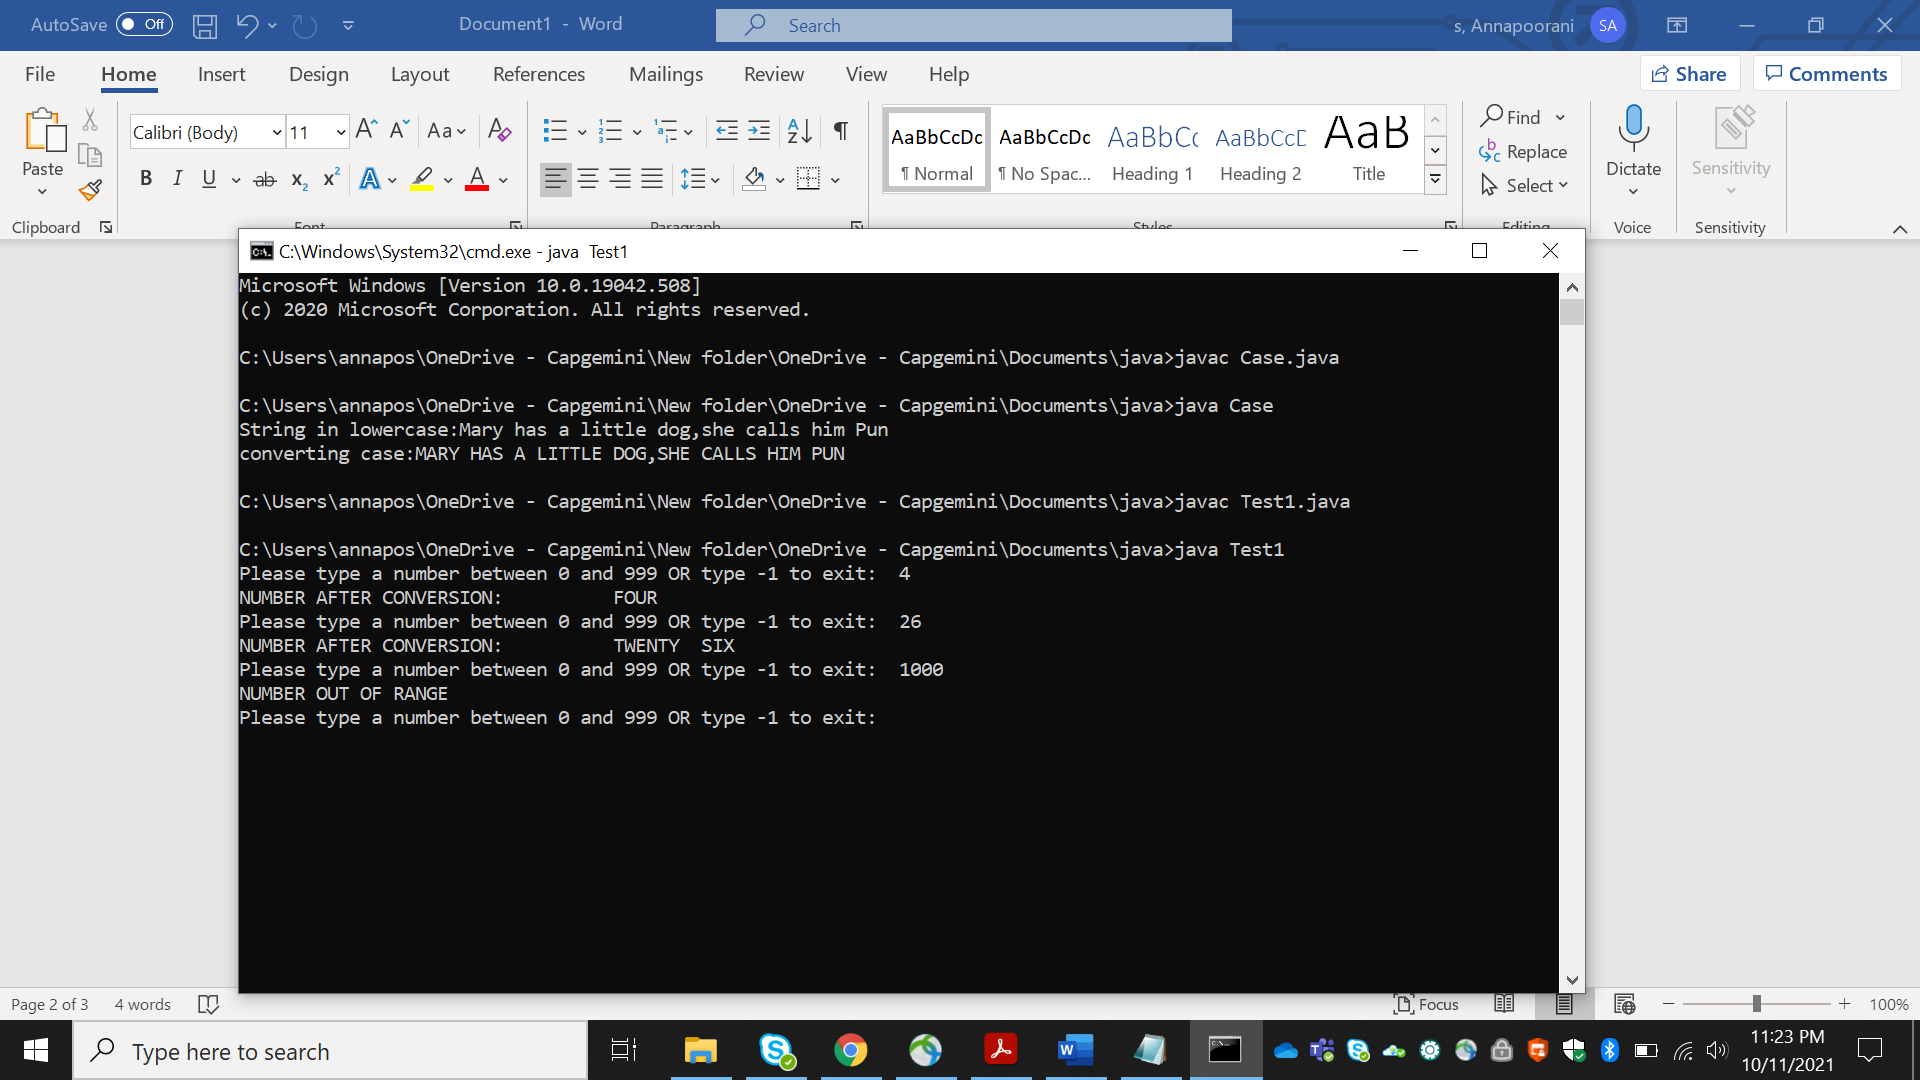 AutoSave Off Document1 - Word Search s, Annapoorani SA
File Home Insert Design Layout References Mailings Review View Help Share Comments
Paste Calibri (Body) 11 Aa AaBbCcDc AaBbCcDc AaBbCc AaBbCcD AaB Find
¶ Normal ¶ No Spac... Heading 1 Heading 2 Title Replace
Select Dictate Sensitivity
Clipboard Font Paragraph Styles Editing Voice Sensitivity
C:\Windows\System32\cmd.exe - java  Test1
Microsoft Windows [Version 10.0.19042.508]
(c) 2020 Microsoft Corporation. All rights reserved.
C:\Users\annapos\OneDrive - Capgemini\New folder\OneDrive - Capgemini\Documents\java>javac Case.java
C:\Users\annapos\OneDrive - Capgemini\New folder\OneDrive - Capgemini\Documents\java>java Case
String in lowercase:Mary has a little dog,she calls him Pun
converting case:MARY HAS A LITTLE DOG,SHE CALLS HIM PUN
C:\Users\annapos\OneDrive - Capgemini\New folder\OneDrive - Capgemini\Documents\java>javac Test1.java
C:\Users\annapos\OneDrive - Capgemini\New folder\OneDrive - Capgemini\Documents\java>java Test1
Please type a number between 0 and 999 OR type -1 to exit:  4
NUMBER AFTER CONVERSION:          FOUR
Please type a number between 0 and 999 OR type -1 to exit:  26
NUMBER AFTER CONVERSION:          TWENTY  SIX
Please type a number between 0 and 999 OR type -1 to exit:  1000
NUMBER OUT OF RANGE
Please type a number between 0 and 999 OR type -1 to exit:
Page 2 of 3 4 words Focus 100%
Type here to search 11:23 PM
10/11/2021